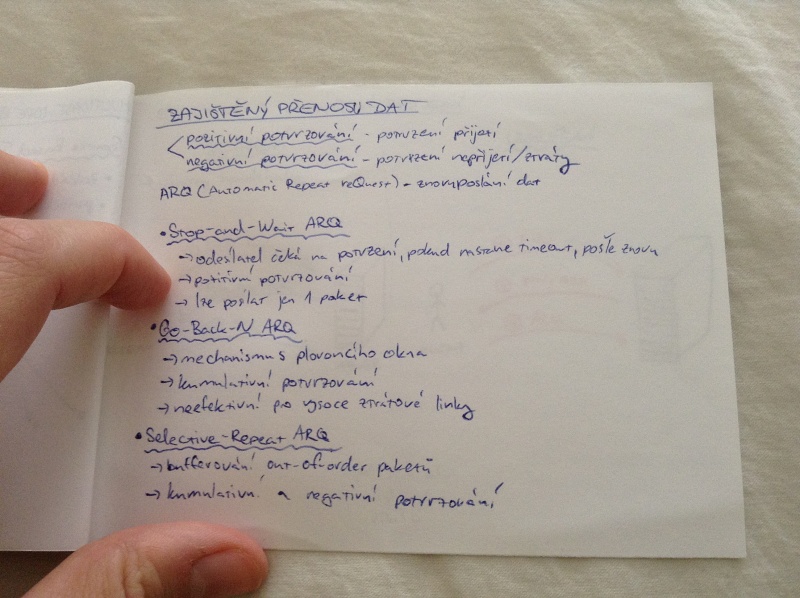 ZAJIŠTĚNÝ PŘENOSU DAT
pozitivní potvrzování - potvrzení přijetí
negativní potvrzování - potvrzení nepřijetí/ztráty
ARQ (Automatic Repeat reQuest) - znovuposlání dat
• Stop-and-Wait ARQ
→ odesílatel čeká na potvrzení, pokud nastane timeout, pošle znovu
→ pozitivní potvrzování
→ lze poslat jen 1 paket
• Go-Back-N ARQ
→ mechanismus plovoucího okna
→ kumulativní potvrzování
→ neefektivní pro vysoce ztrátové linky
• Selective-Repeat ARQ
→ bufferování out-of-order paketů
→ kumulativní a negativní potvrzování